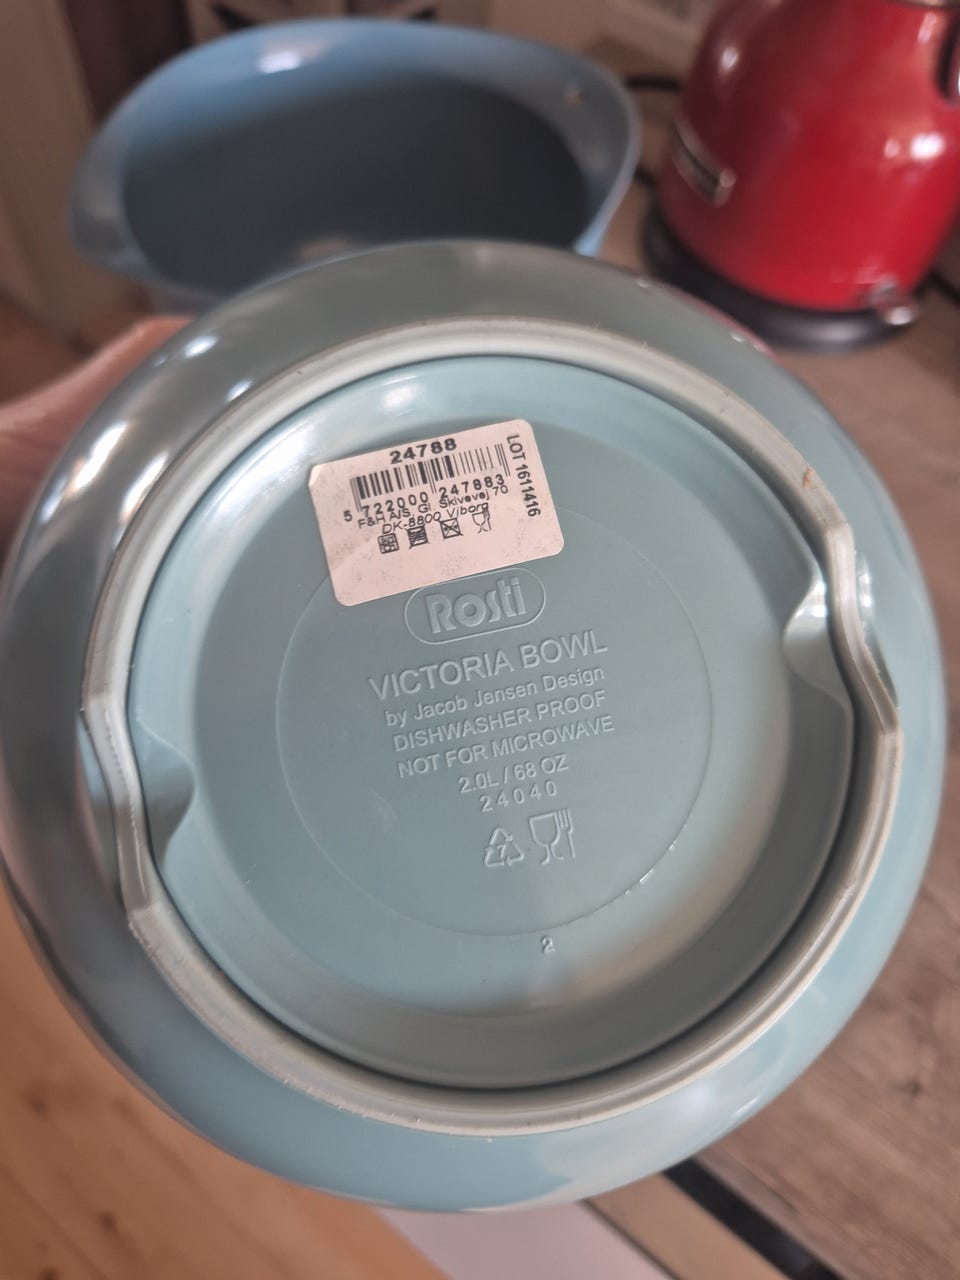 24788
5 722000 247883
LOT 1611416
F&H A/S, Gl. Skivevej 70
DK-8800 Viborg
Rosti
VICTORIA BOWL
by Jacob Jensen Design
DISHWASHER PROOF
NOT FOR MICROWAVE
2.0L / 68 OZ
24040
7
2